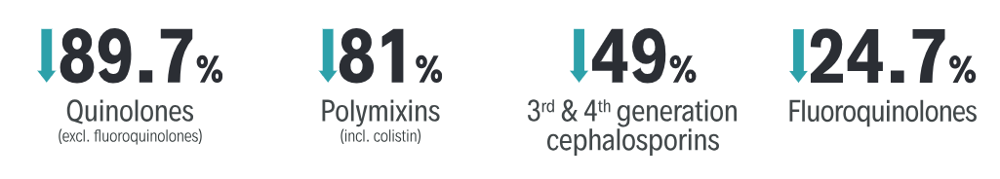 89.7%
Quinolones
(excl. fluoroquinolones)
81%
Polymixins
(incl. colistin)
49%
3rd & 4th generation
cephalosporins
24.7%
Fluoroquinolones